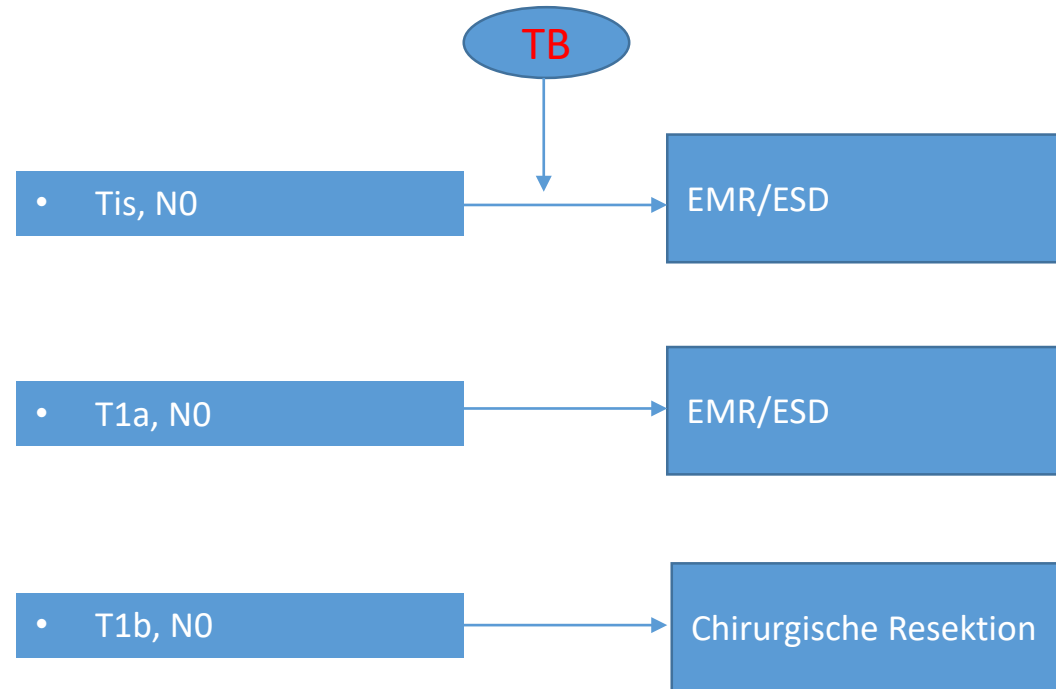 TB
• Tis, N0
EMR/ESD
• T1a, N0
EMR/ESD
• T1b, N0
Chirurgische Resektion